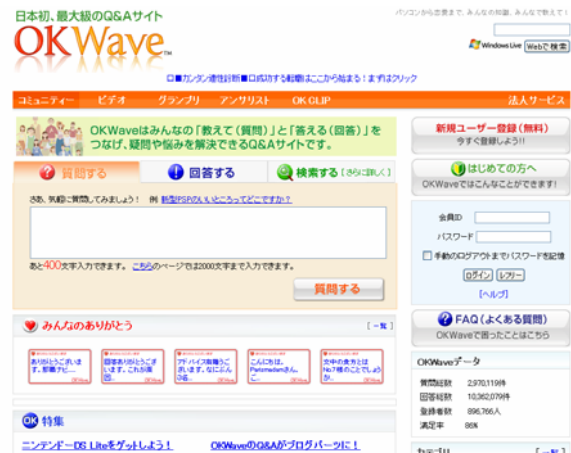 日本初、最大級のQ&Aサイト
パソコンから恋愛まで、みんなの知識、みんなで教えて!
OKWave
TM
Windows Live
Webで検索
□■カンタン適性診断■□成功する転職はここから始まる!まずはクリック
コミュニティー
ビデオ
グランプリ
アンサリスト
OK CLIP
法人サービス
OKWaveはみんなの「教えて(質問)」と「答える(回答)」を
つなげ、疑問や悩みを解決できるQ&Aサイトです。
新規ユーザー登録(無料)
今すぐ登録しよう!!
質問する
回答する
検索する[さらに詳しく]
はじめての方へ
OKWaveではこんなことができます!
さあ、気軽に質問してみましょう! 例 新型PSPのいいところってどこですか?
会員ID
パスワード
手動のログアウトまでパスワードを記憶
ログイン
[ヘルプ]
あと400文字入力できます。 こちらのページでは2000文字まで入力できます。
質問する
FAQ(よくある質問)
OKWaveで困ったことはこちら
みんなのありがとう
[一覧]
OKWaveデータ
質問総数 2,970,119件
回答総数 10,362,079件
登録者数 896,766人
満足率 86%
特集
ニンテンドーDS Liteをゲットしよう!
OKWaveのQ&Aがブログパーツに!
カテゴリ
[一覧]